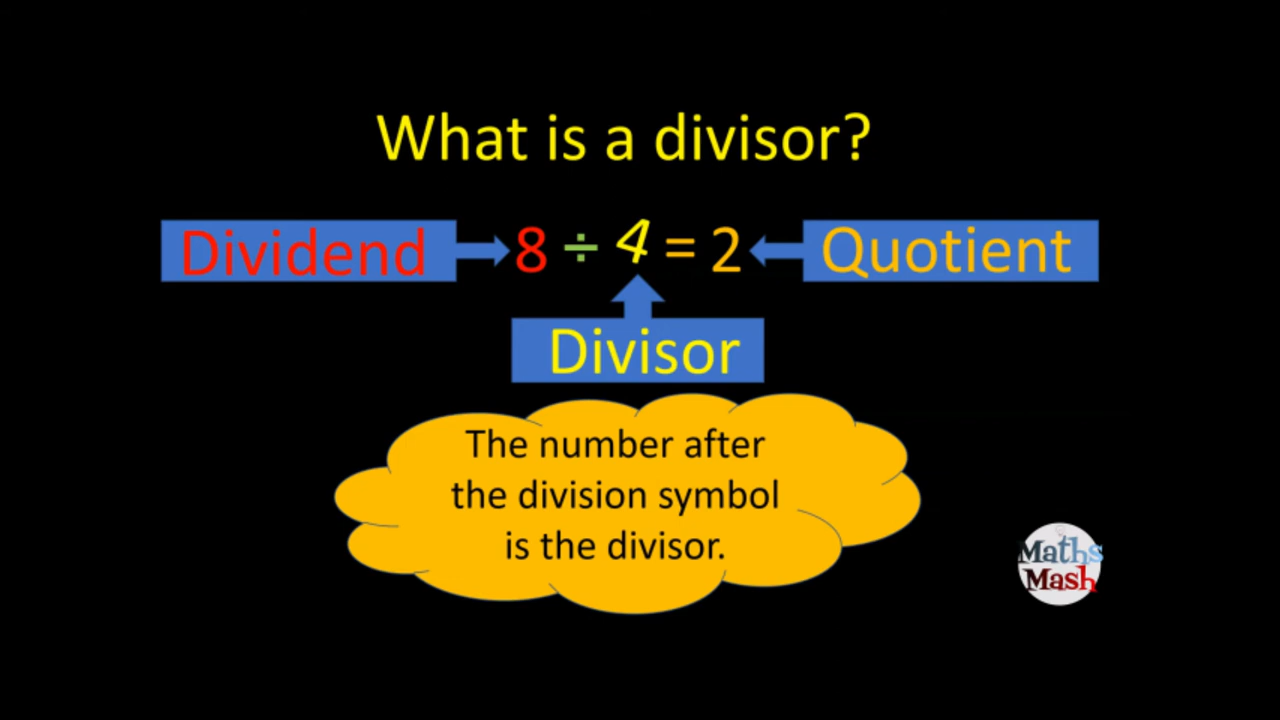 What is a divisor?
Dividend 8 ÷ 4 = 2 Quotient
Divisor
The number after
the division symbol
is the divisor.
Maths
Mash